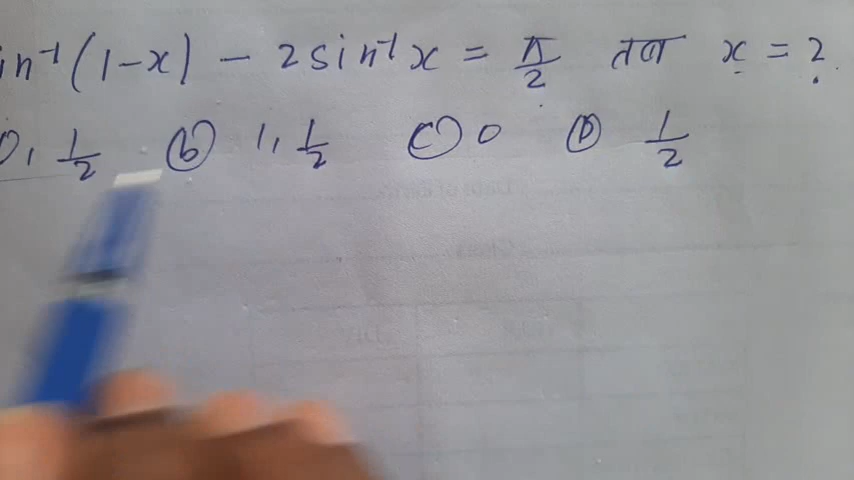 in⁻¹(1-x) - 2sin⁻¹x = π/2 तब x = ?
0, 1/2 (b) 1, 1/2 (c) 0 (D) 1/2